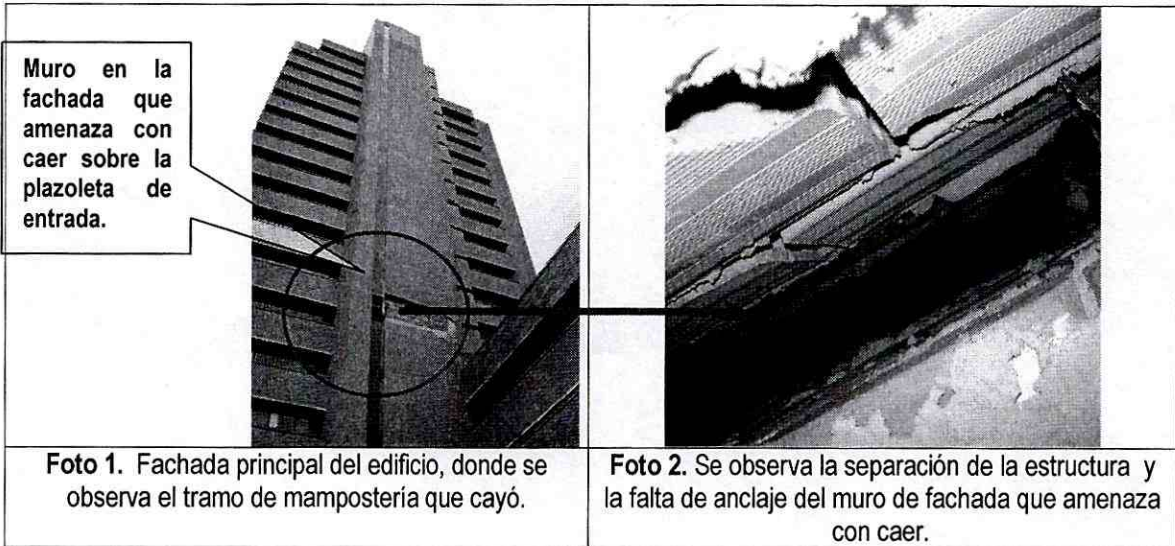 Muro en la
fachada que
amenaza con
caer sobre la
plazoleta de
entrada.
Foto 1. Fachada principal del edificio, donde se
observa el tramo de mampostería que cayó.
Foto 2. Se observa la separación de la estructura y
la falta de anclaje del muro de fachada que amenaza
con caer.